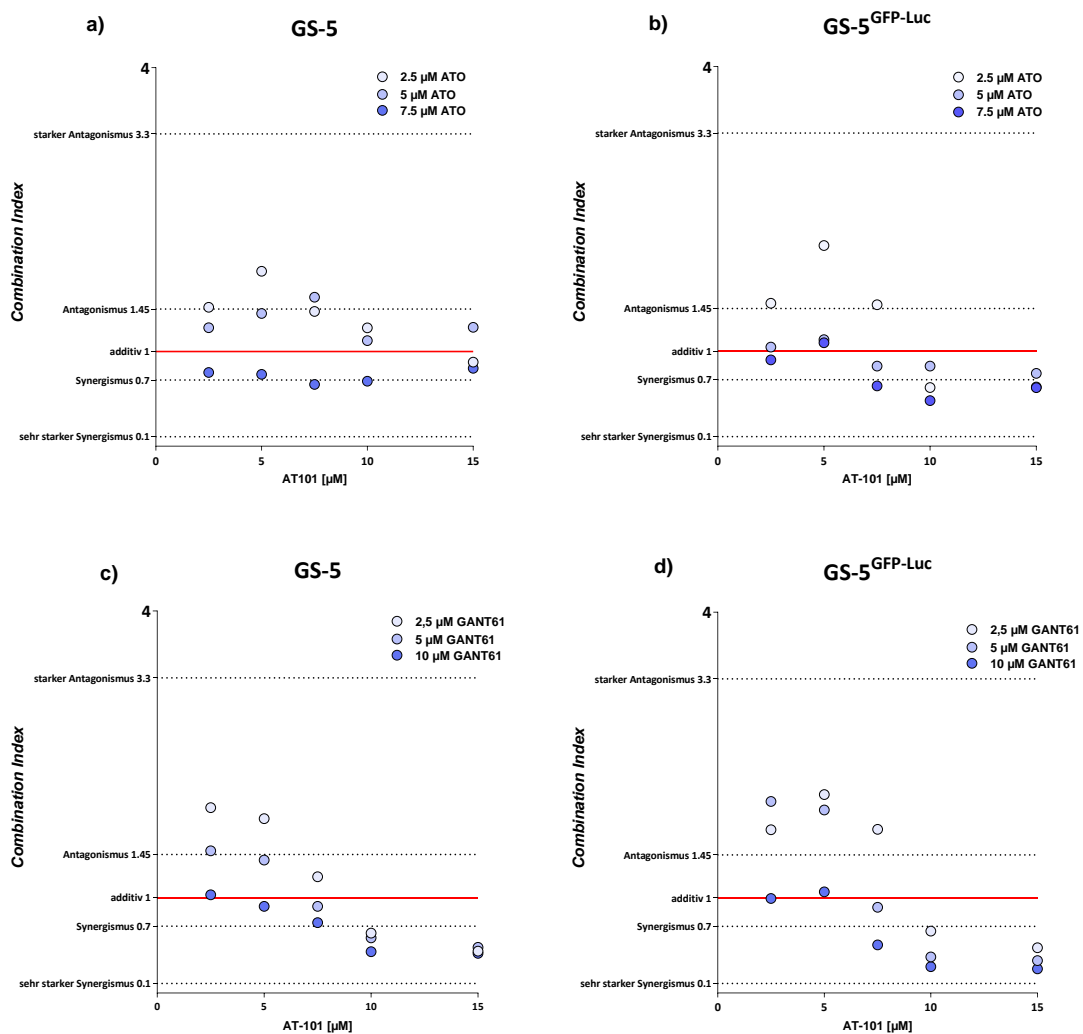 a)
GS-5
4
2.5 µM ATO
5 µM ATO
7.5 µM ATO
starker Antagonismus 3.3
Combination Index
Antagonismus 1.45
additiv 1
Synergismus 0.7
sehr starker Synergismus 0.1
0 5 10 15
AT101 [µM]
b)
GS-5GFP-Luc
4
2.5 µM ATO
5 µM ATO
7.5 µM ATO
starker Antagonismus 3.3
Combination Index
Antagonismus 1.45
additiv 1
Synergismus 0.7
sehr starker Synergismus 0.1
0 5 10 15
AT-101 [µM]
c)
GS-5
4
2,5 µM GANT61
5 µM GANT61
10 µM GANT61
starker Antagonismus 3.3
Combination Index
Antagonismus 1.45
additiv 1
Synergismus 0.7
sehr starker Synergismus 0.1
0 5 10 15
AT-101 [µM]
d)
GS-5GFP-Luc
4
2,5 µM GANT61
5 µM GANT61
10 µM GANT61
starker Antagonismus 3.3
Combination Index
Antagonismus 1.45
additiv 1
Synergismus 0.7
sehr starker Synergismus 0.1
0 5 10 15
AT-101 [µM]